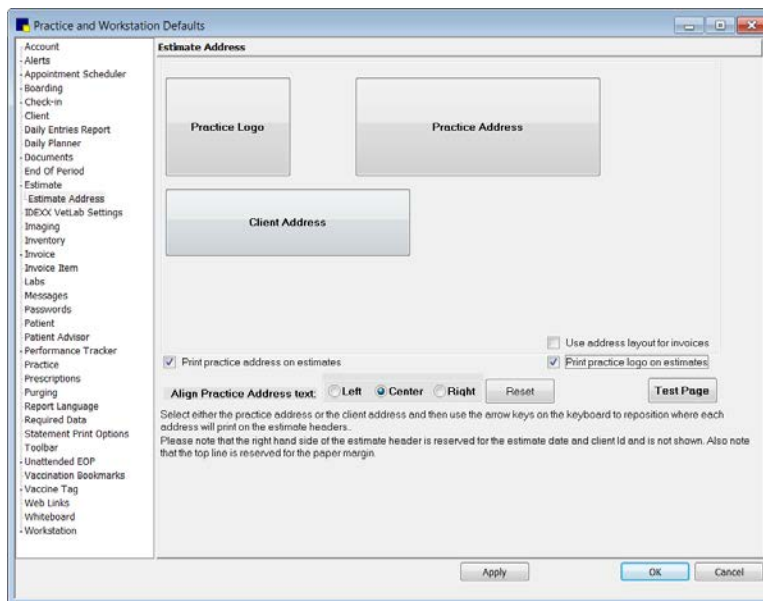 Practice and Workstation Defaults
Account
Alerts
Appointment Scheduler
Boarding
Check-in
Client
Daily Entries Report
Daily Planner
Documents
End Of Period
Estimate
Estimate Address
IDEXX VetLab Settings
Imaging
Inventory
Invoice
Invoice Item
Labs
Messages
Passwords
Patient
Patient Advisor
Performance Tracker
Practice
Prescriptions
Purging
Report Language
Required Data
Statement Print Options
Toolbar
Unattended EOP
Vaccination Bookmarks
Vaccine Tag
Web Links
Whiteboard
Workstation
Estimate Address
Practice Logo
Practice Address
Client Address
Use address layout for invoices
Print practice address on estimates
Print practice logo on estimates
Align Practice Address text: Left Center Right Reset Test Page
Select either the practice address or the client address and then use the arrow keys on the keyboard to reposition where each
address will print on the estimate headers..
Please note that the right hand side of the estimate header is reserved for the estimate date and client Id and is not shown. Also note
that the top line is reserved for the paper margin.
Apply OK Cancel